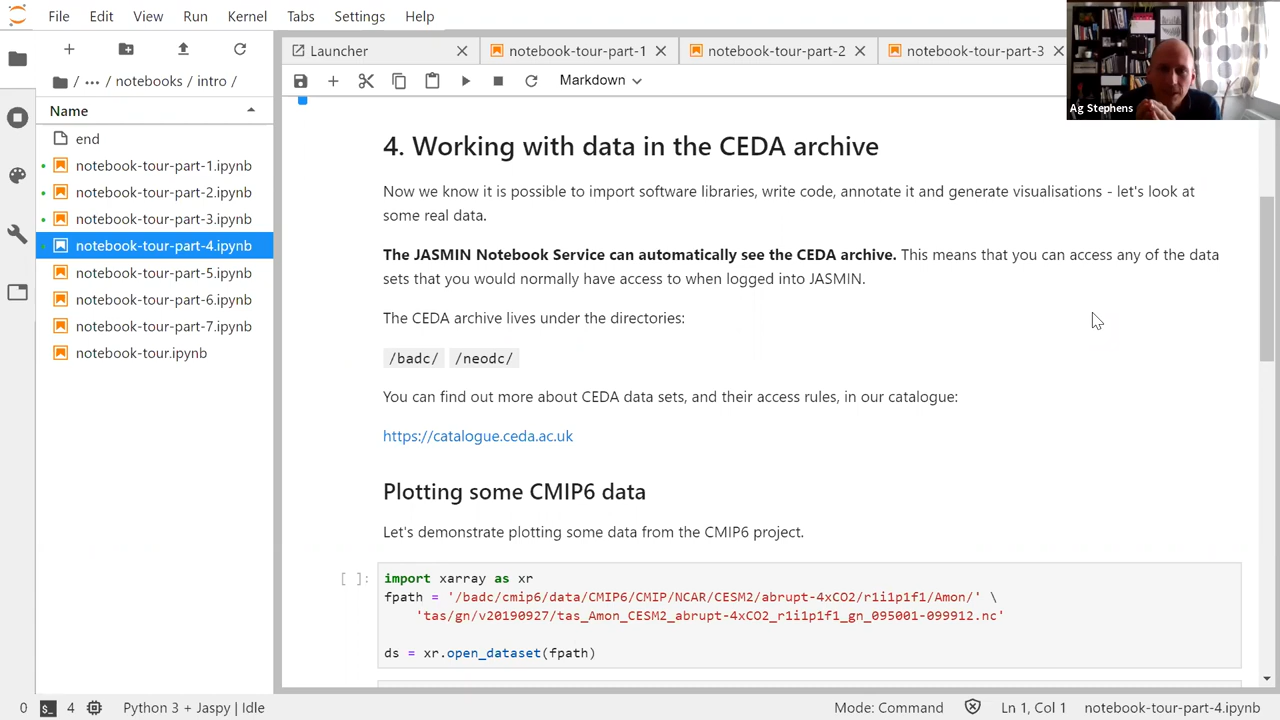 File Edit View Run Kernel Tabs Settings Help
Launcher
notebook-tour-part-1
notebook-tour-part-2
notebook-tour-part-3
Ag Stephens
/ ··· / notebooks / intro /
Markdown
Name
end
notebook-tour-part-1.ipynb
notebook-tour-part-2.ipynb
notebook-tour-part-3.ipynb
notebook-tour-part-4.ipynb
notebook-tour-part-5.ipynb
notebook-tour-part-6.ipynb
notebook-tour-part-7.ipynb
notebook-tour.ipynb
4. Working with data in the CEDA archive
Now we know it is possible to import software libraries, write code, annotate it and generate visualisations - let's look at
some real data.
The JASMIN Notebook Service can automatically see the CEDA archive. This means that you can access any of the data
sets that you would normally have access to when logged into JASMIN.
The CEDA archive lives under the directories:
/badc/ /neodc/
You can find out more about CEDA data sets, and their access rules, in our catalogue:
https://catalogue.ceda.ac.uk
Plotting some CMIP6 data
Let's demonstrate plotting some data from the CMIP6 project.
[ ]: import xarray as xr
fpath = '/badc/cmip6/data/CMIP6/CMIP/NCAR/CESM2/abrupt-4xCO2/r1i1p1f1/Amon/' \
'tas/gn/v20190927/tas_Amon_CESM2_abrupt-4xCO2_r1i1p1f1_gn_095001-099912.nc'
ds = xr.open_dataset(fpath)
0 4 Python 3 + Jaspy | Idle Mode: Command Ln 1, Col 1 notebook-tour-part-4.ipynb